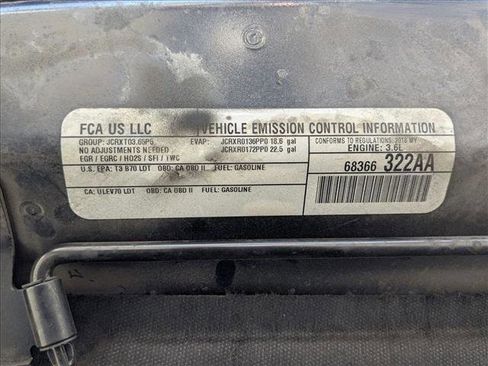 FCA US LLC
VEHICLE EMISSION CONTROL INFORMATION
GROUP: JCRXT03.65P5 EVAP: JCRXR0136PP0 18.6 gal
NO ADJUSTMENTS NEEDED JCRXR0172PP0 22.5 gal
EGR / EGRC / HO2S / SFI / TWC
CONFORMS TO REGULATIONS: 2018 MY
ENGINE: 3.6L
U.S. EPA: T3 B70 LDT OBD: CA OBD II FUEL: GASOLINE
68366 322AA
CA: ULEV70 LDT OBD: CA OBD II FUEL: GASOLINE